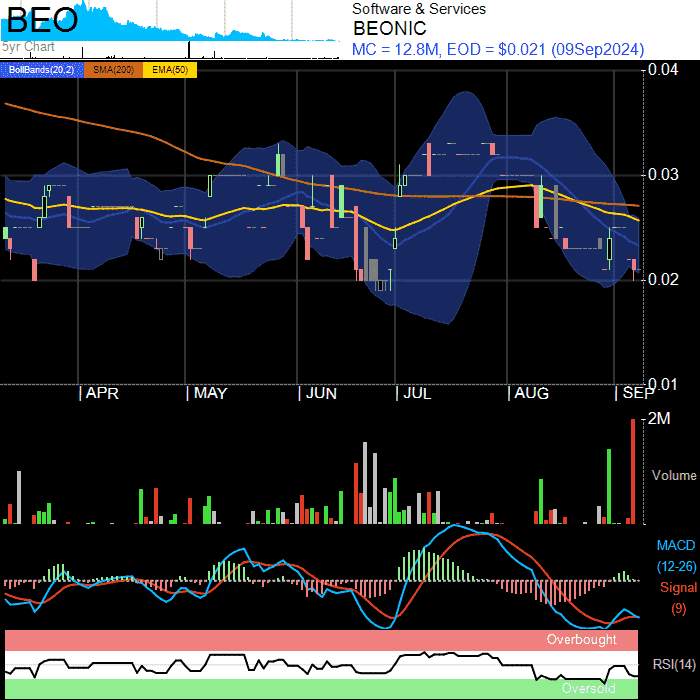 BEO
5yr Chart
Software & Services
BEONIC
MC = 12.8M, EOD = $0.021 (09Sep2024)
BollBands(20,2) SMA(200) EMA(50)
0.04
0.03
0.02
0.01
| APR | MAY | JUN | JUL | AUG | SEP
2M
Volume
MACD
(12-26)
Signal
(9)
Overbought
RSI(14)
Oversold